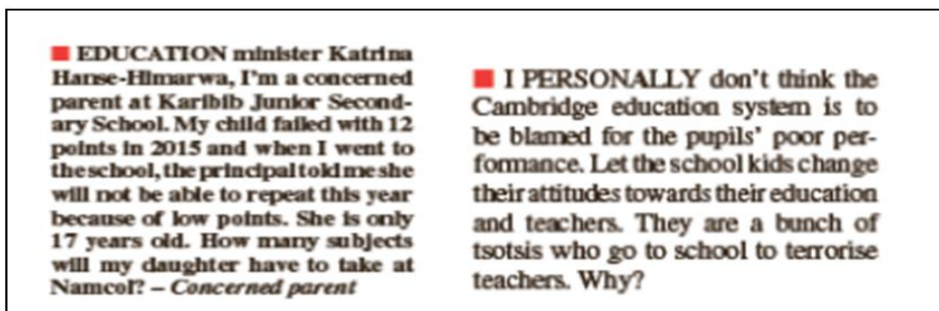 ■ EDUCATION minister Katrina
Hanse-Himarwa, I'm a concerned
parent at Karibib Junior Second-
ary School. My child failed with 12
points in 2015 and when I went to
the school, the principal told me she
will not be able to repeat this year
because of low points. She is only
17 years old. How many subjects
will my daughter have to take at
Namcol? – Concerned parent
■ I PERSONALLY don't think the
Cambridge education system is to
be blamed for the pupils' poor per-
formance. Let the school kids change
their attitudes towards their education
and teachers. They are a bunch of
tsotsis who go to school to terrorise
teachers. Why?